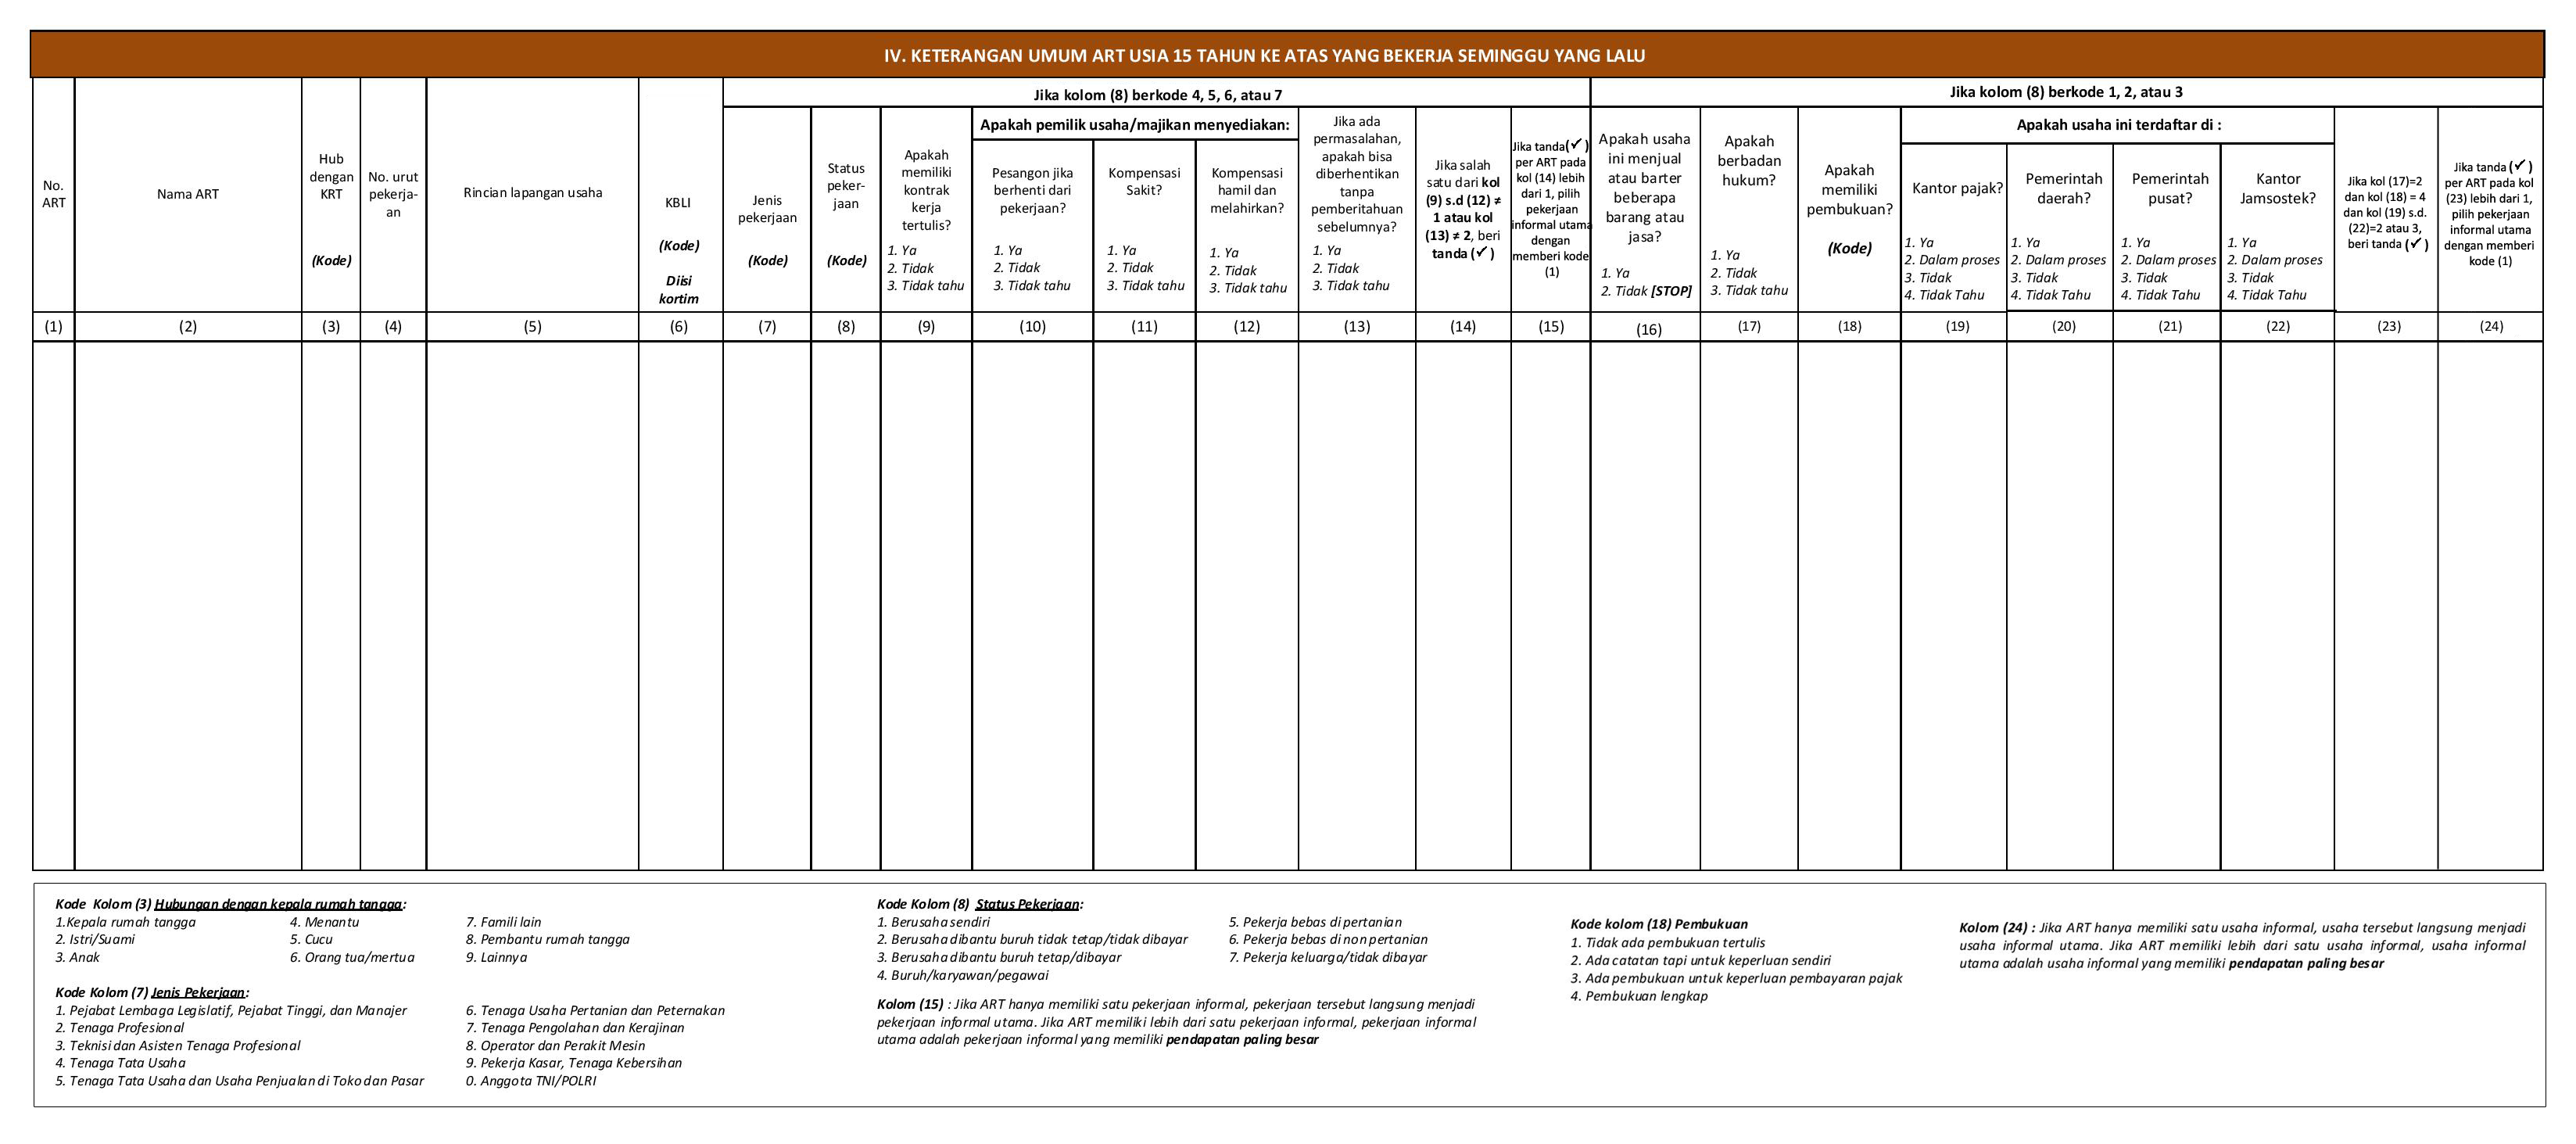 IV. KETERANGAN UMUM ART USIA 15 TAHUN KE ATAS YANG BEKERJA SEMINGGU YANG LALU
Jika kolom (8) berkode 4, 5, 6, atau 7
Jika kolom (8) berkode 1, 2, atau 3
No.
ART
Nama ART
Hub
dengan
KRT
(Kode)
No. urut
pekerja-
an
Rincian lapangan usaha
KBLI
(Kode)
Diisi
kortim
Jenis
pekerjaan
(Kode)
Status
peker-
jaan
(Kode)
Apakah
memiliki
kontrak
kerja
tertulis?
1. Ya
2. Tidak
3. Tidak tahu
Apakah pemilik usaha/majikan menyediakan:
Pesangon jika
berhenti dari
pekerjaan?
1. Ya
2. Tidak
3. Tidak tahu
Kompensasi
Sakit?
1. Ya
2. Tidak
3. Tidak tahu
Kompensasi
hamil dan
melahirkan?
1. Ya
2. Tidak
3. Tidak tahu
Jika ada
permasalahan,
apakah bisa
diberhentikan
tanpa
pemberitahuan
sebelumnya?
1. Ya
2. Tidak
3. Tidak tahu
Jika salah
satu dari kol
(9) s.d (12) ≠
1 atau kol
(13) ≠ 2, beri
tanda (✓)
Jika tanda(✓)
per ART pada
kol (14) lebih
dari 1, pilih
pekerjaan
informal utama
dengan
memberi kode
(1)
Apakah usaha
ini menjual
atau barter
beberapa
barang atau
jasa?
1. Ya
2. Tidak [STOP]
Apakah
berbadan
hukum?
1. Ya
2. Tidak
3. Tidak tahu
Apakah
memiliki
pembukuan?
(Kode)
Apakah usaha ini terdaftar di :
Kantor pajak?
1. Ya
2. Dalam proses
3. Tidak
4. Tidak Tahu
Pemerintah
daerah?
1. Ya
2. Dalam proses
3. Tidak
4. Tidak Tahu
Pemerintah
pusat?
1. Ya
2. Dalam proses
3. Tidak
4. Tidak Tahu
Kantor
Jamsostek?
1. Ya
2. Dalam proses
3. Tidak
4. Tidak Tahu
Jika kol (17)=2
dan kol (18) = 4
dan kol (19) s.d.
(22)=2 atau 3,
beri tanda (✓)
Jika tanda (✓)
per ART pada kol
(23) lebih dari 1,
pilih pekerjaan
informal utama
dengan memberi
kode (1)
(1) (2) (3) (4) (5) (6) (7) (8) (9) (10) (11) (12) (13) (14) (15) (16) (17) (18) (19) (20) (21) (22) (23) (24)
Kode Kolom (3) Hubungan dengan kepala rumah tangga:
1.Kepala rumah tangga 4. Menantu 7. Famili lain
2. Istri/Suami 5. Cucu 8. Pembantu rumah tangga
3. Anak 6. Orang tua/mertua 9. Lainnya
Kode Kolom (7) Jenis Pekerjaan:
1. Pejabat Lembaga Legislatif, Pejabat Tinggi, dan Manajer 6. Tenaga Usaha Pertanian dan Peternakan
2. Tenaga Profesional 7. Tenaga Pengolahan dan Kerajinan
3. Teknisi dan Asisten Tenaga Profesional 8. Operator dan Perakit Mesin
4. Tenaga Tata Usaha 9. Pekerja Kasar, Tenaga Kebersihan
5. Tenaga Tata Usaha dan Usaha Penjualan di Toko dan Pasar 0. Anggota TNI/POLRI
Kode Kolom (8) Status Pekerjaan:
1. Berusaha sendiri 5. Pekerja bebas di pertanian
2. Berusaha dibantu buruh tidak tetap/tidak dibayar 6. Pekerja bebas di non pertanian
3. Berusaha dibantu buruh tetap/dibayar 7. Pekerja keluarga/tidak dibayar
4. Buruh/karyawan/pegawai
Kolom (15) : Jika ART hanya memiliki satu pekerjaan informal, pekerjaan tersebut langsung menjadi
pekerjaan informal utama. Jika ART memiliki lebih dari satu pekerjaan informal, pekerjaan informal
utama adalah pekerjaan informal yang memiliki pendapatan paling besar
Kode kolom (18) Pembukuan
1. Tidak ada pembukuan tertulis
2. Ada catatan tapi untuk keperluan sendiri
3. Ada pembukuan untuk keperluan pembayaran pajak
4. Pembukuan lengkap
Kolom (24) : Jika ART hanya memiliki satu usaha informal, usaha tersebut langsung menjadi
usaha informal utama. Jika ART memiliki lebih dari satu usaha informal, usaha informal
utama adalah usaha informal yang memiliki pendapatan paling besar